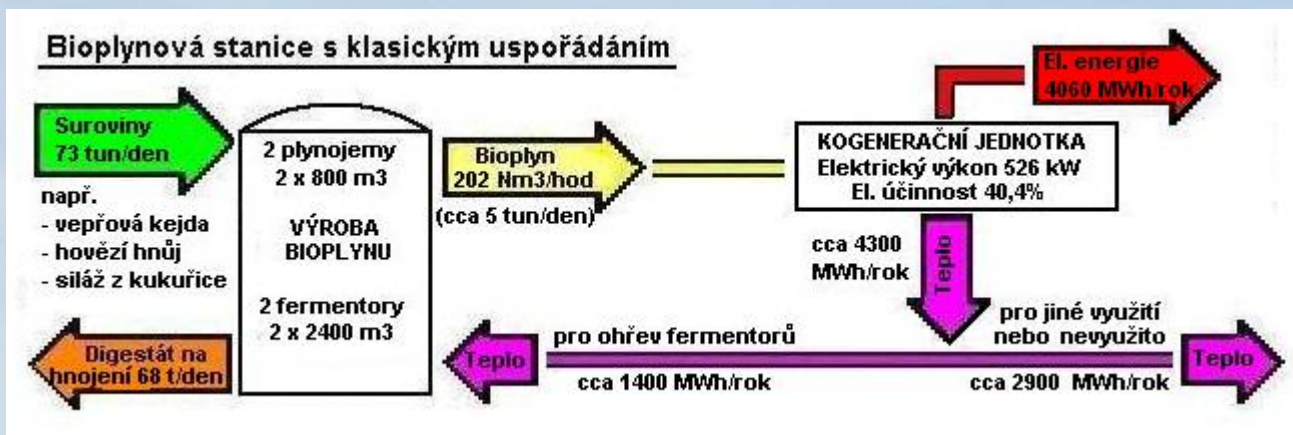 Bioplynová stanice s klasickým uspořádáním
Suroviny
73 tun/den
např.
- vepřová kejda
- hovězí hnůj
- siláž z kukuřice
Digestát na
hnojení 68 t/den
2 plynojemy
2 x 800 m3
VÝROBA
BIOPLYNU
2 fermentory
2 x 2400 m3
Bioplyn
202 Nm3/hod
(cca 5 tun/den)
El. energie
4060 MWh/rok
KOGENERAČNÍ JEDNOTKA
Elektrický výkon 526 kW
El. účinnost 40,4%
cca 4300
MWh/rok
Teplo
Teplo
pro ohřev fermentorů
cca 1400 MWh/rok
pro jiné využití
nebo nevyužito
cca 2900 MWh/rok
Teplo